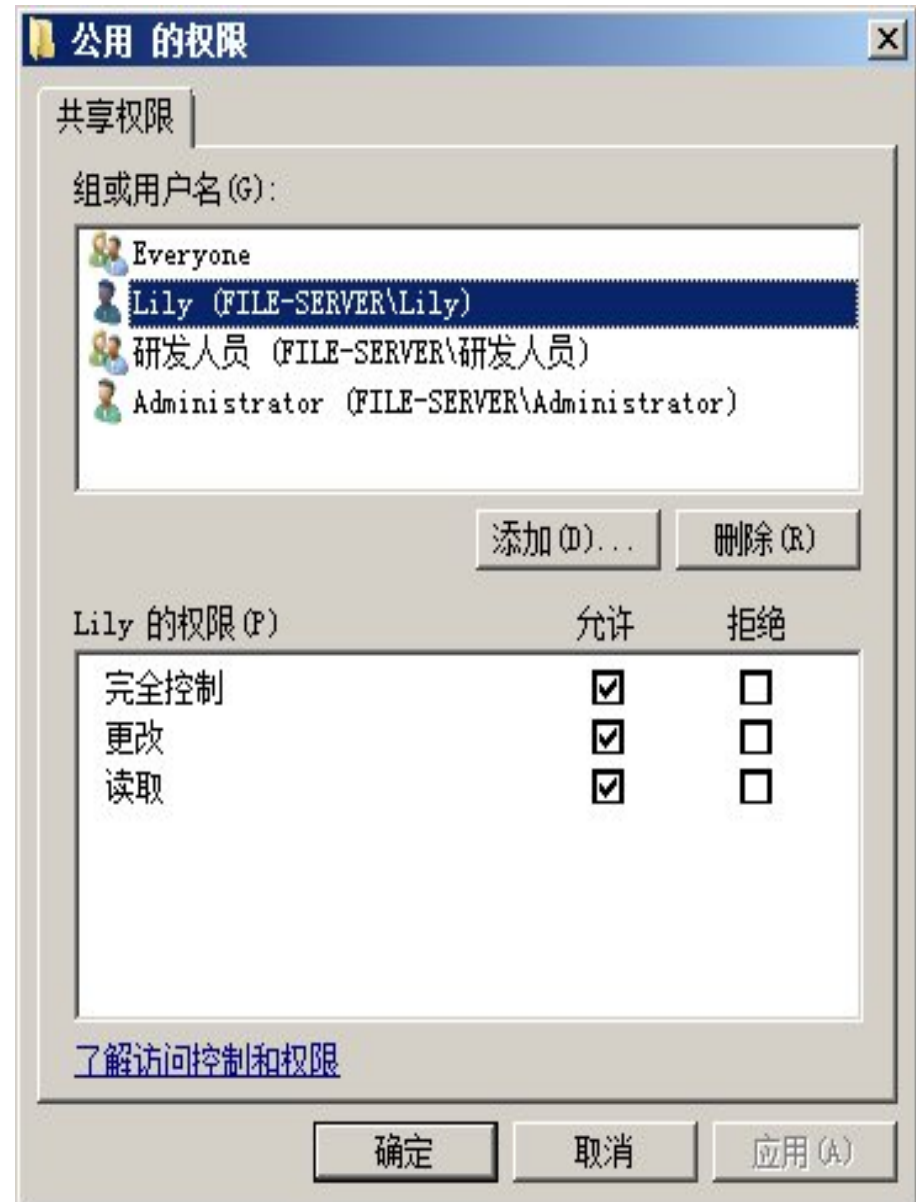 公用 的权限
共享权限
组或用户名(G):
Everyone
Lily (FILE-SERVER\Lily)
研发人员 (FILE-SERVER\研发人员)
Administrator (FILE-SERVER\Administrator)
添加(D)... 删除(R)
Lily 的权限(P) 允许 拒绝
完全控制
更改
读取
了解访问控制和权限
确定 取消 应用(A)